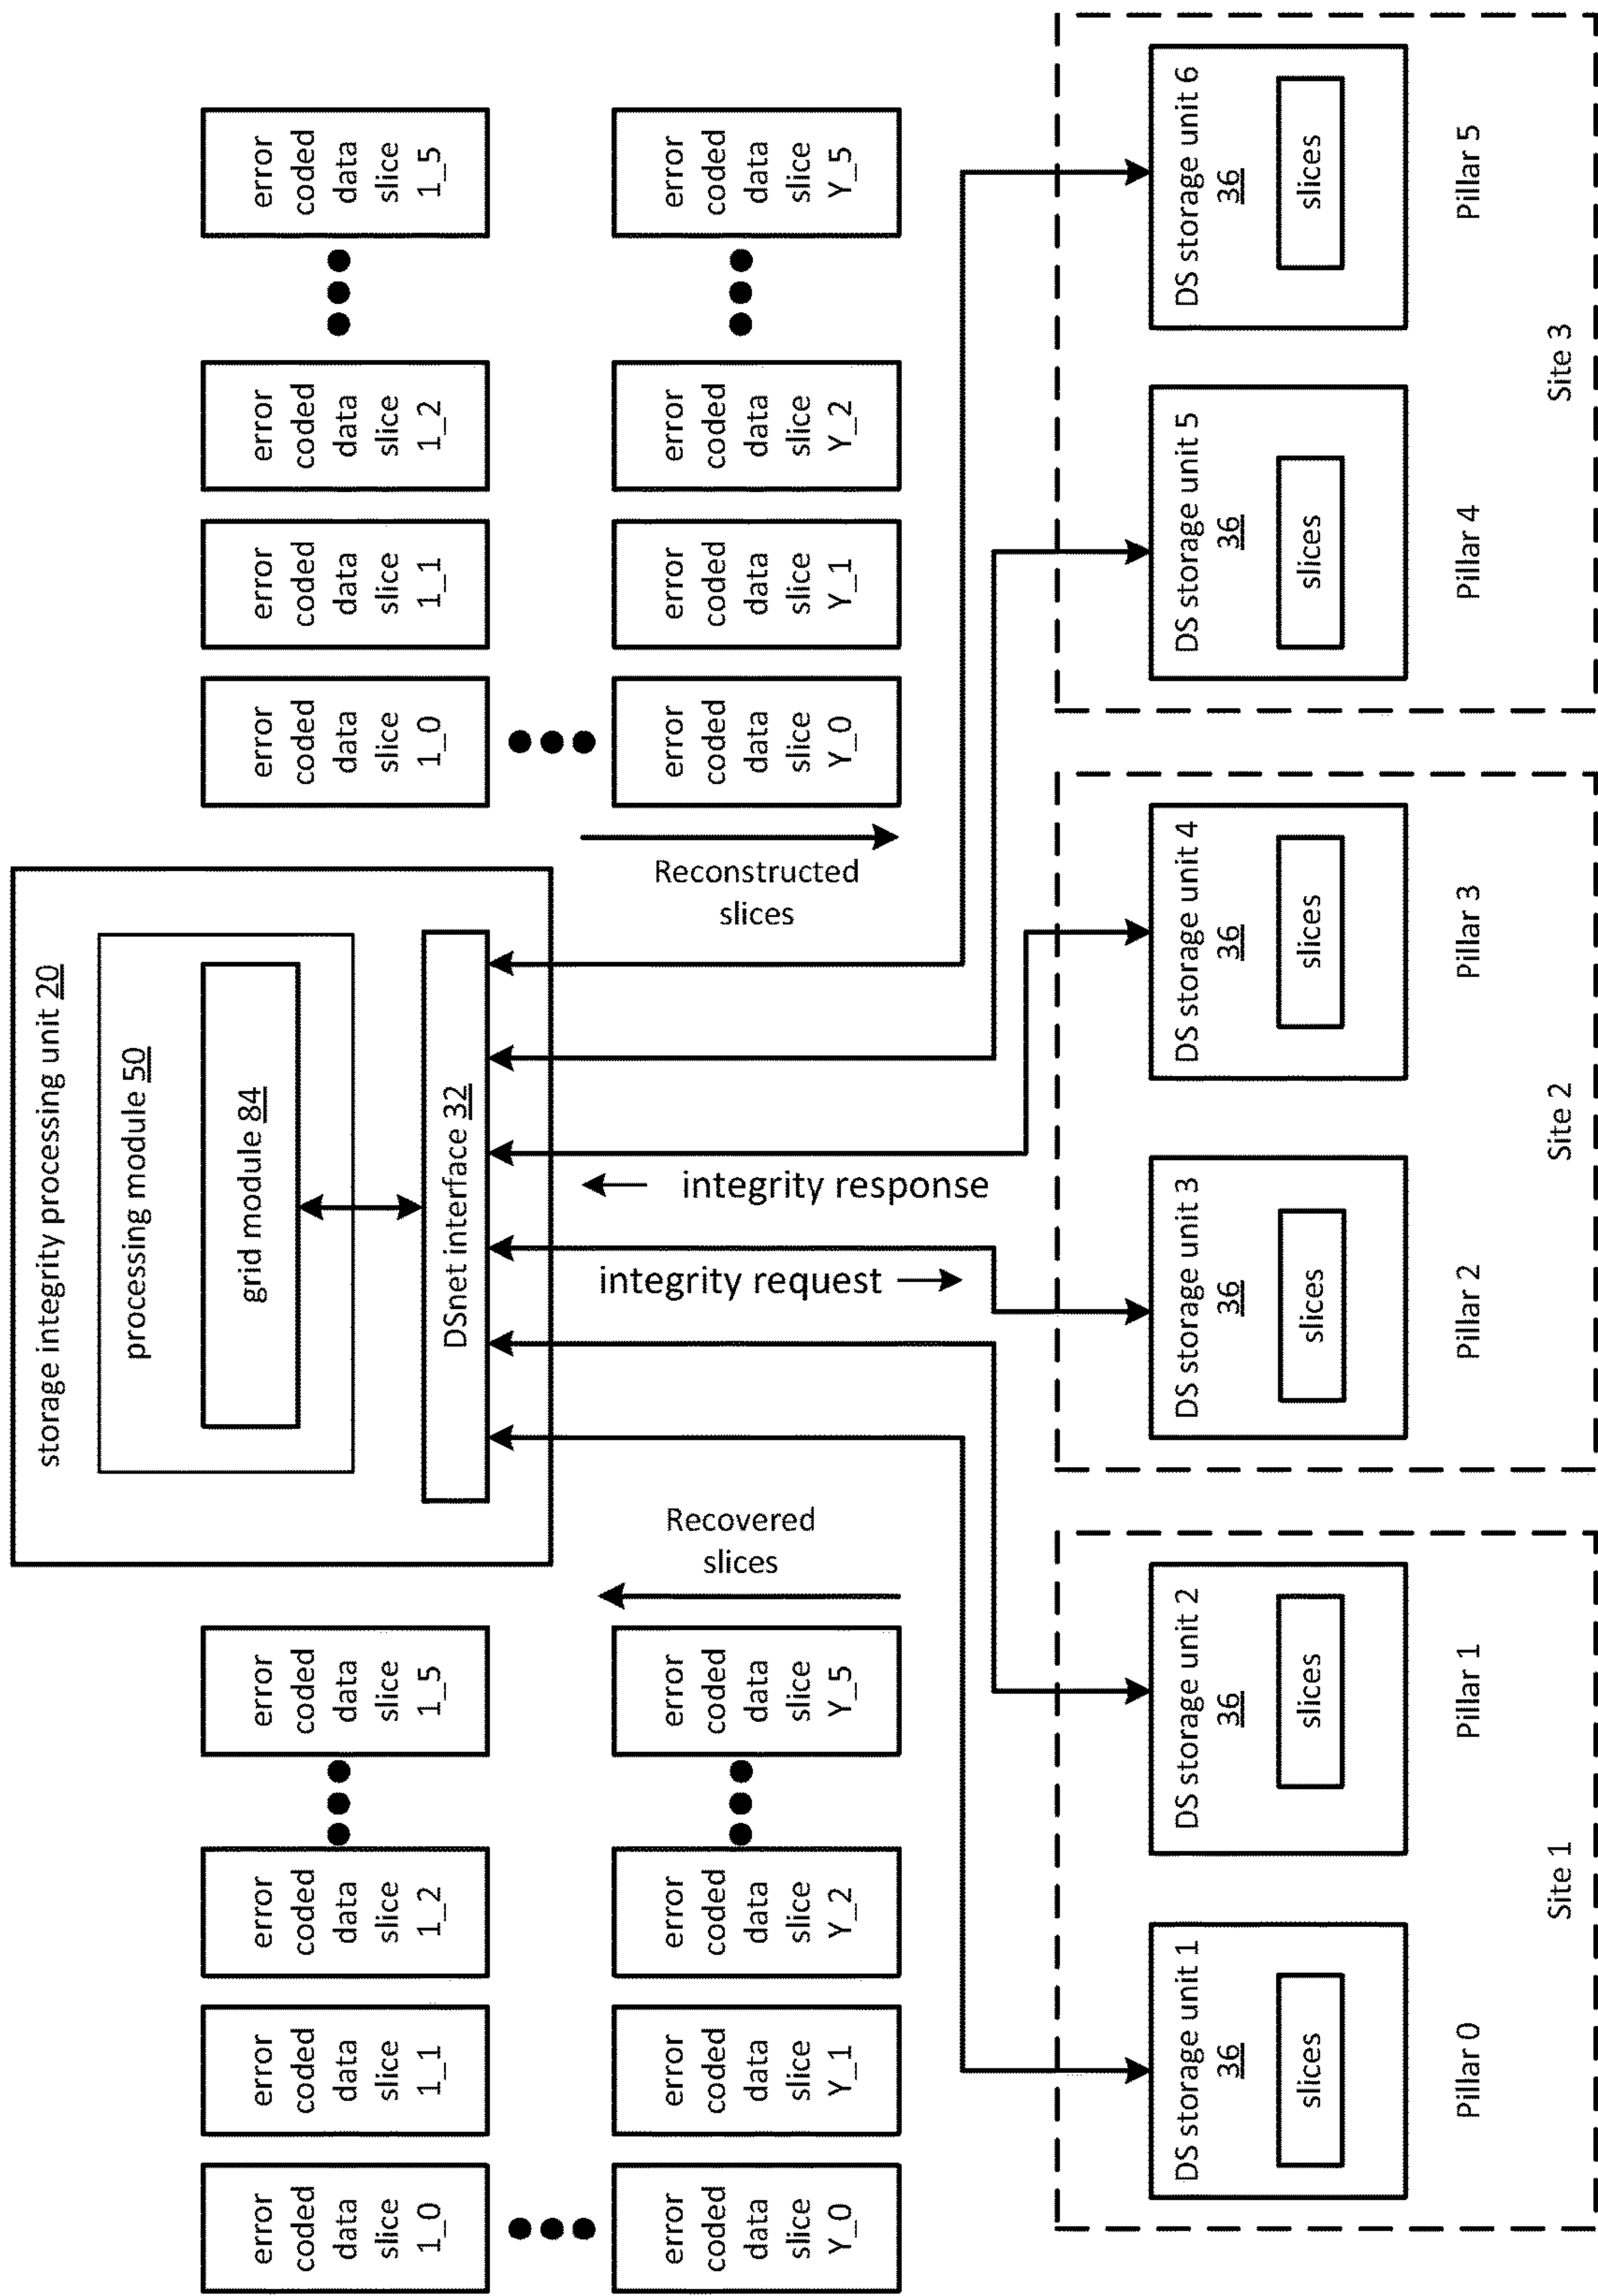 storage integrity processing unit 20
processing module 50
grid module 84
DSnet interface 32
error
coded
data
slice
1_0
error
coded
data
slice
1_1
error
coded
data
slice
1_2
error
coded
data
slice
1_5
error
coded
data
slice
Y_0
error
coded
data
slice
Y_1
error
coded
data
slice
Y_2
error
coded
data
slice
Y_5
Recovered
slices
integrity request
integrity response
Reconstructed
slices
error
coded
data
slice
1_0
error
coded
data
slice
1_1
error
coded
data
slice
1_2
error
coded
data
slice
1_5
error
coded
data
slice
Y_0
error
coded
data
slice
Y_1
error
coded
data
slice
Y_2
error
coded
data
slice
Y_5
DS storage unit 1
36
slices
Pillar 0
DS storage unit 2
36
slices
Pillar 1
Site 1
DS storage unit 3
36
slices
Pillar 2
DS storage unit 4
36
slices
Pillar 3
Site 2
DS storage unit 5
36
slices
Pillar 4
DS storage unit 6
36
slices
Pillar 5
Site 3